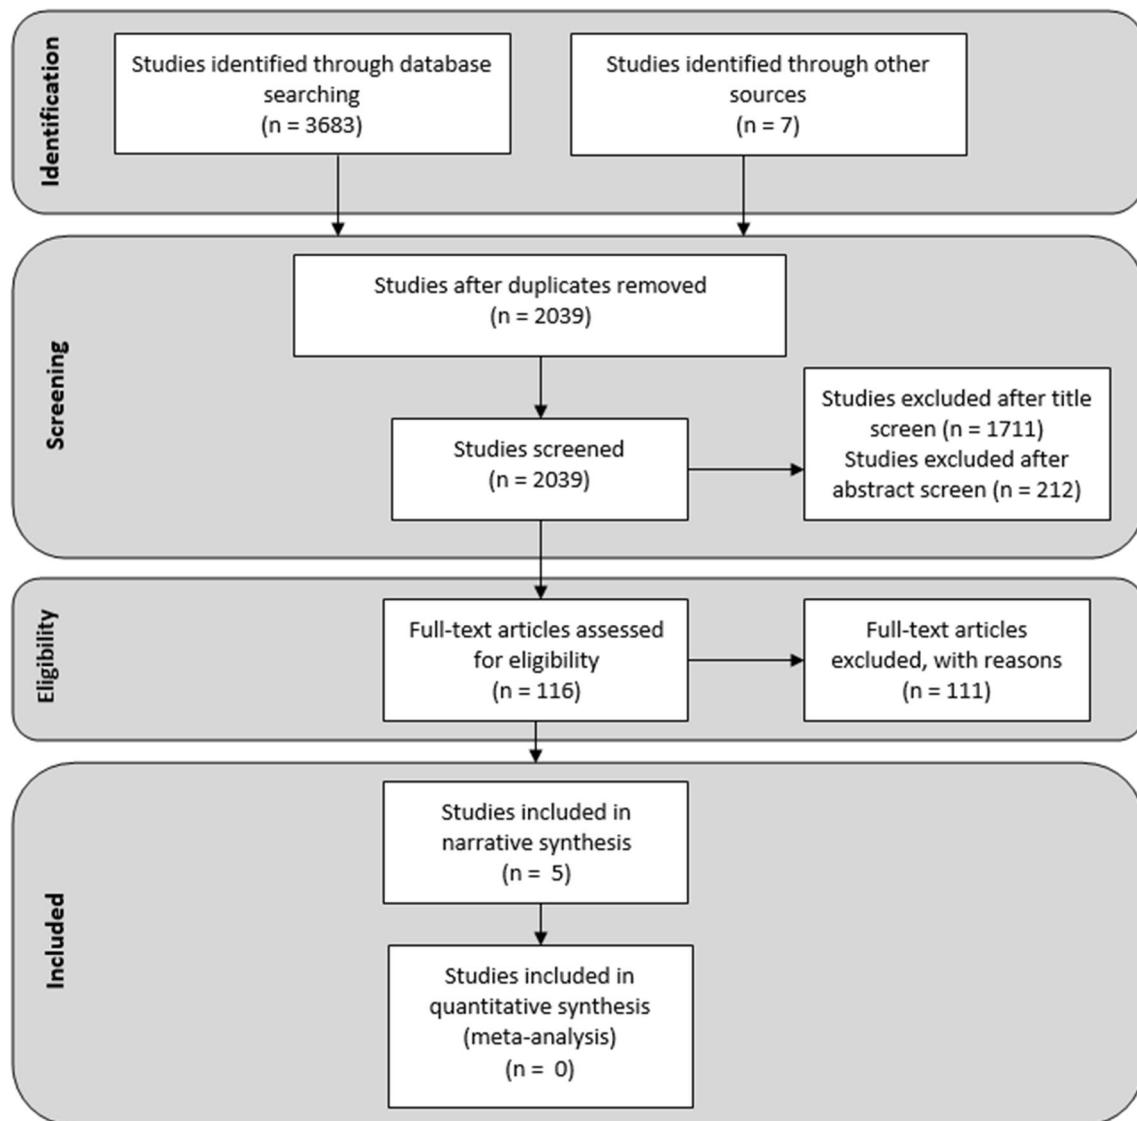 Identification
Studies identified through database
searching
(n = 3683)
Studies identified through other
sources
(n = 7)
Screening
Studies after duplicates removed
(n = 2039)
Studies screened
(n = 2039)
Studies excluded after title
screen (n = 1711)
Studies excluded after
abstract screen (n = 212)
Eligibility
Full-text articles assessed
for eligibility
(n = 116)
Full-text articles
excluded, with reasons
(n = 111)
Included
Studies included in
narrative synthesis
(n = 5)
Studies included in
quantitative synthesis
(meta-analysis)
(n = 0)